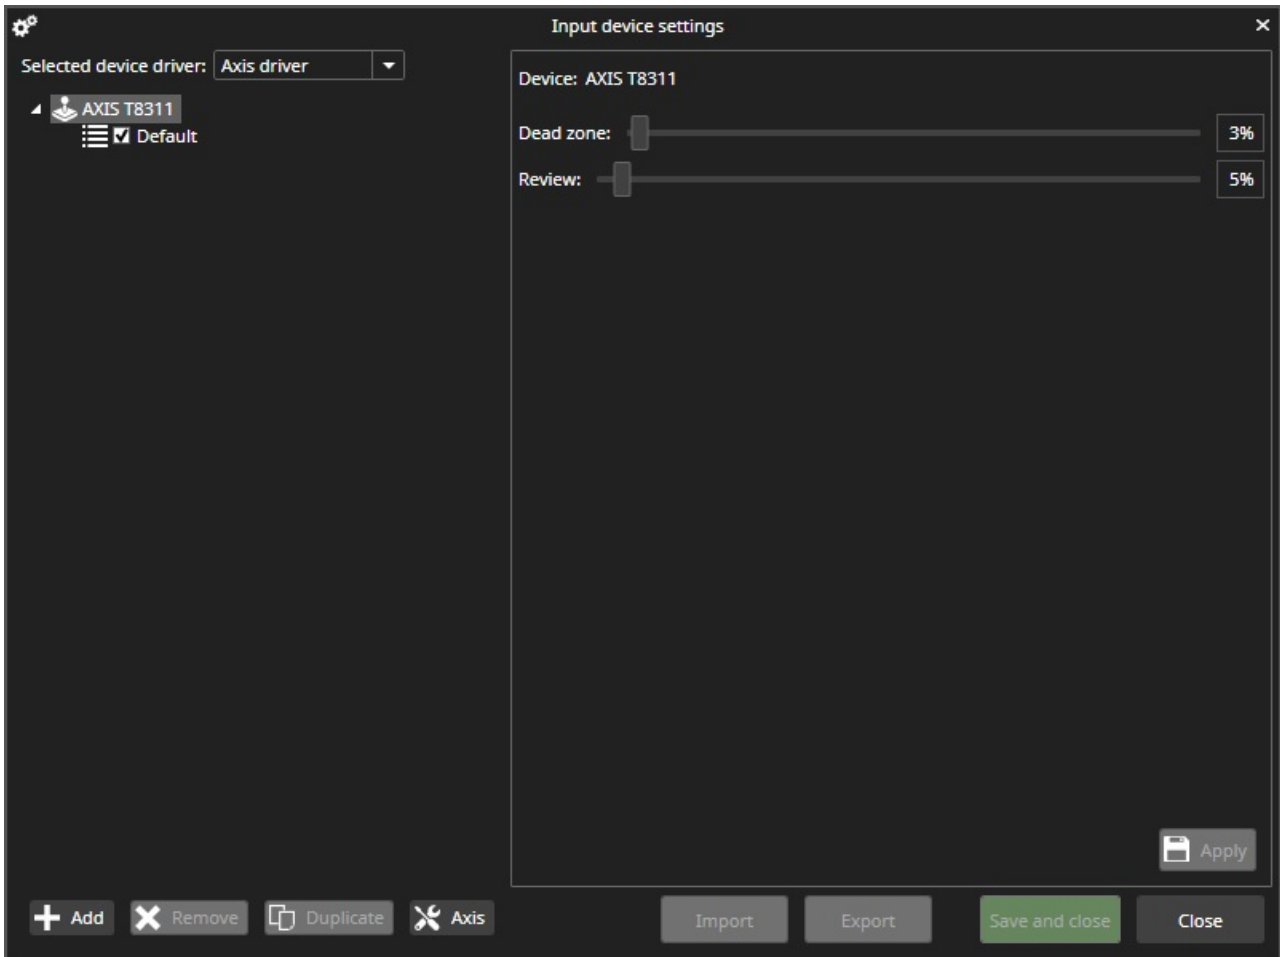 Input device settings
Selected device driver: Axis driver
AXIS T8311
Default
Device: AXIS T8311
Dead zone: 3%
Review: 5%
Apply
Add Remove Duplicate Axis Import Export Save and close Close